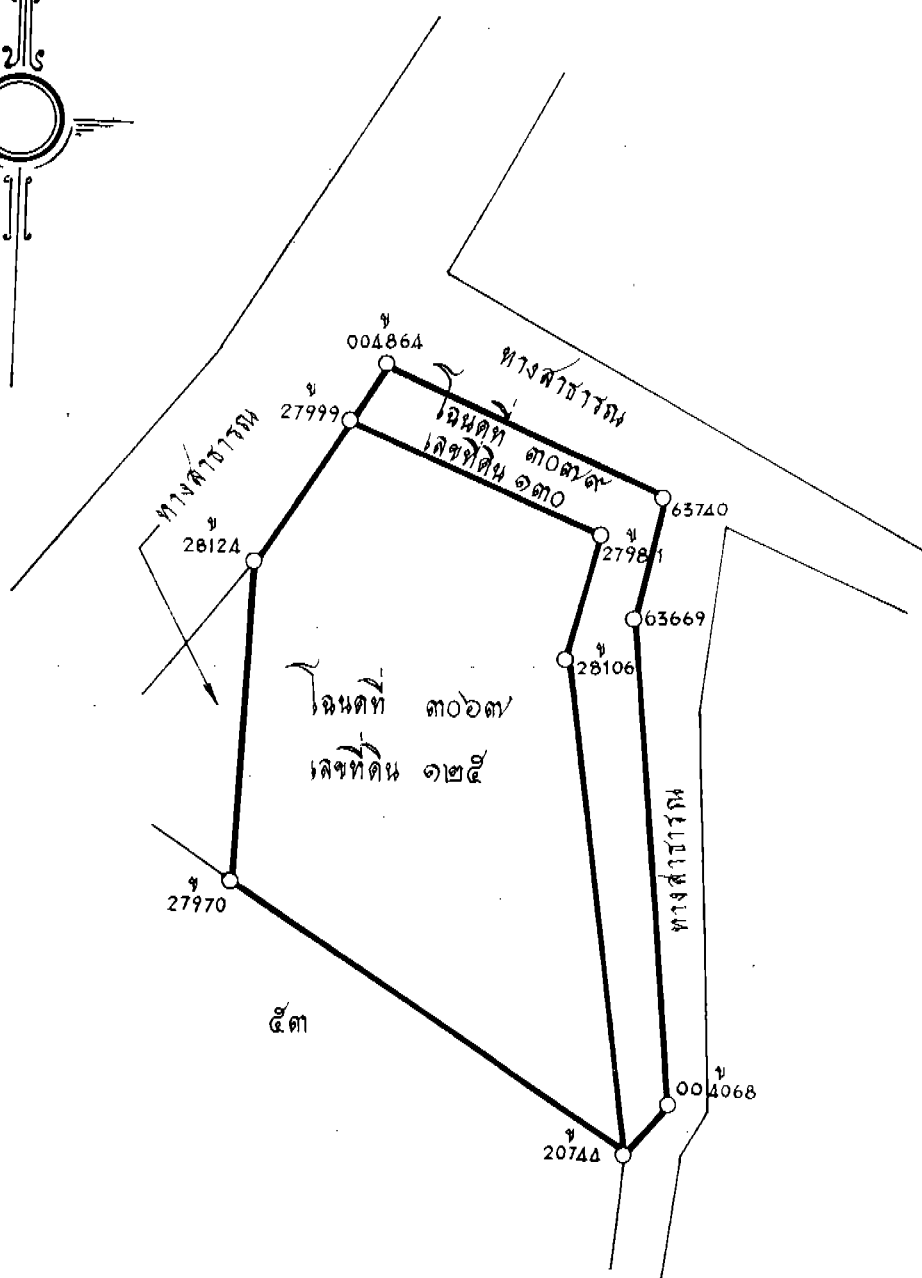 ข
004864
ทางสาธารณ
ข
27999
โฉนดที่ ๓๐๗๙
เลขที่ดิน ๑๓๐
ทางสาธารณ
63740
ข
28124
ข
27981
63669
ข
28106
โฉนดที่ ๓๐๖๗
เลขที่ดิน ๑๒๕
ทางสาธารณ
ข
27970
๕๓
ข
004068
ข
20744